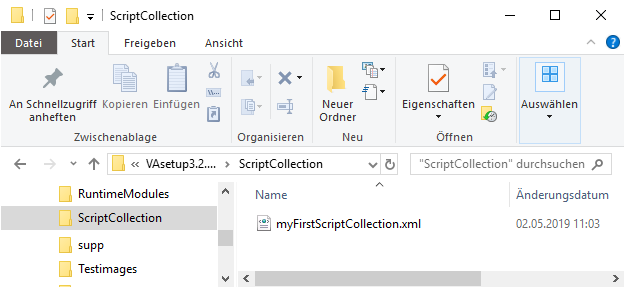 ScriptCollection
Datei Start Freigeben Ansicht
An Schnellzugriff
anheften
Kopieren
Einfügen
Neuer
Ordner
Eigenschaften
Auswählen
Zwischenablage Organisieren Neu Öffnen
« VAsetup3.2.... > ScriptCollection
"ScriptCollection" durchsuchen
RuntimeModules
ScriptCollection
supp
Testimages
Name Änderungsdatum
myFirstScriptCollection.xml 02.05.2019 11:03